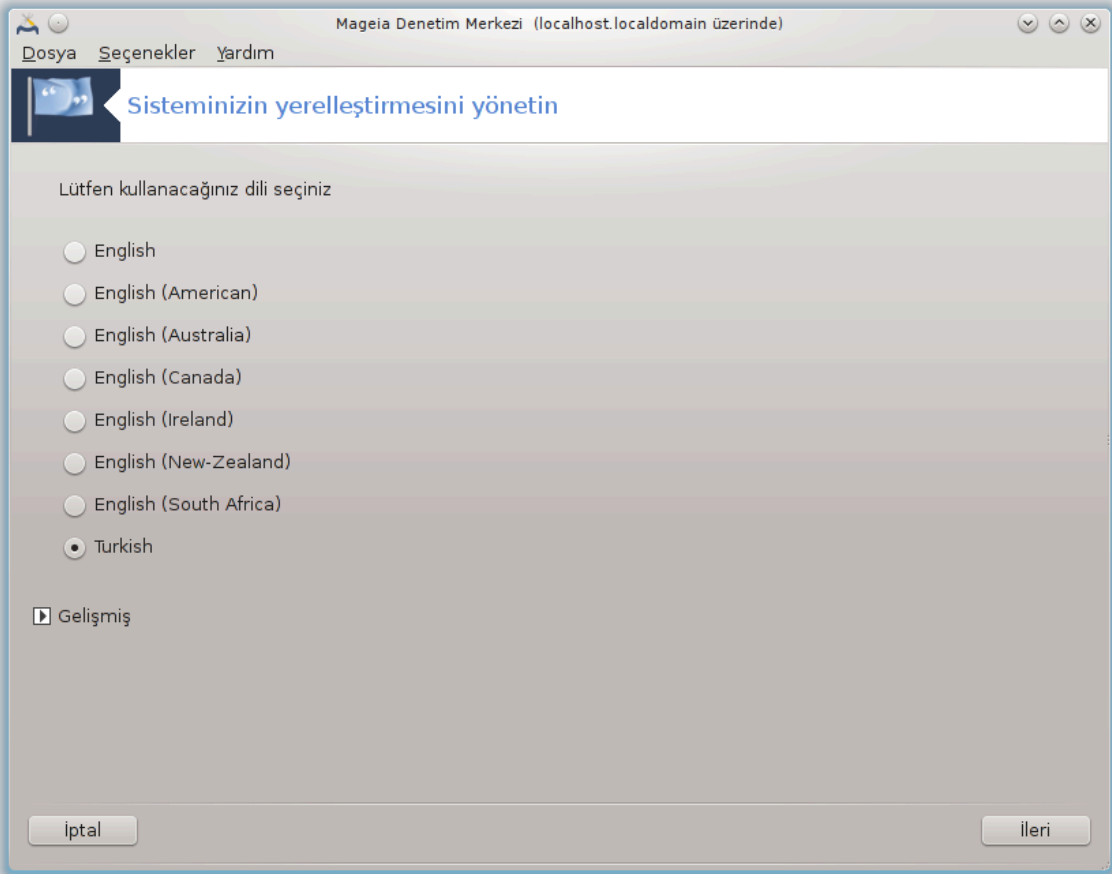 Mageia Denetim Merkezi (localhost.localdomain üzerinde)
Dosya Seçenekler Yardım
Sisteminizin yerelleştirmesini yönetin
Lütfen kullanacağınız dili seçiniz
English
English (American)
English (Australia)
English (Canada)
English (Ireland)
English (New-Zealand)
English (South Africa)
Turkish
Gelişmiş
İptal İleri